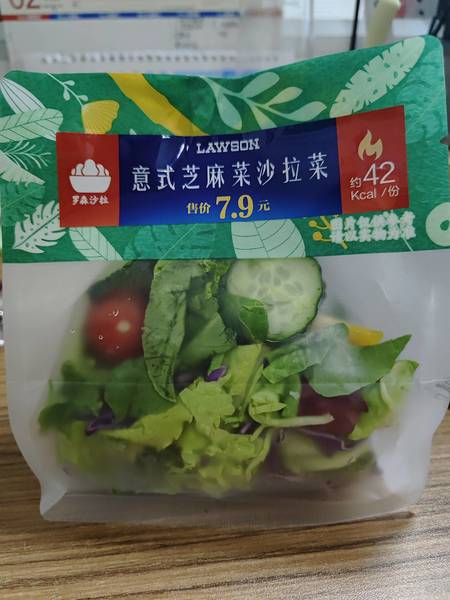 02
LAWSON
意式芝麻菜沙拉菜
售价 7.9 元
罗森沙拉
约 42
Kcal /份